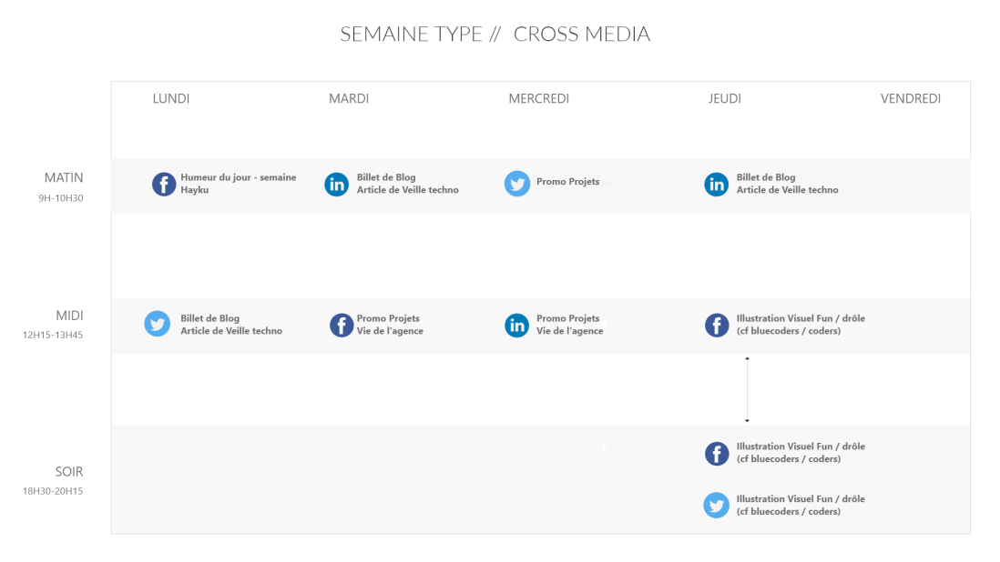 SEMAINE TYPE // CROSS MEDIA
LUNDI MARDI MERCREDI JEUDI VENDREDI
MATIN
9H-10H30
Humeur du jour - semaine
Hayku
Billet de Blog
Article de Veille techno
Promo Projets
Billet de Blog
Article de Veille techno
MIDI
12H15-13H45
Billet de Blog
Article de Veille techno
Promo Projets
Vie de l'agence
Promo Projets
Vie de l'agence
Illustration Visuel Fun / drôle
(cf bluecoders / coders)
SOIR
18H30-20H15
Illustration Visuel Fun / drôle
(cf bluecoders / coders)
Illustration Visuel Fun / drôle
(cf bluecoders / coders)